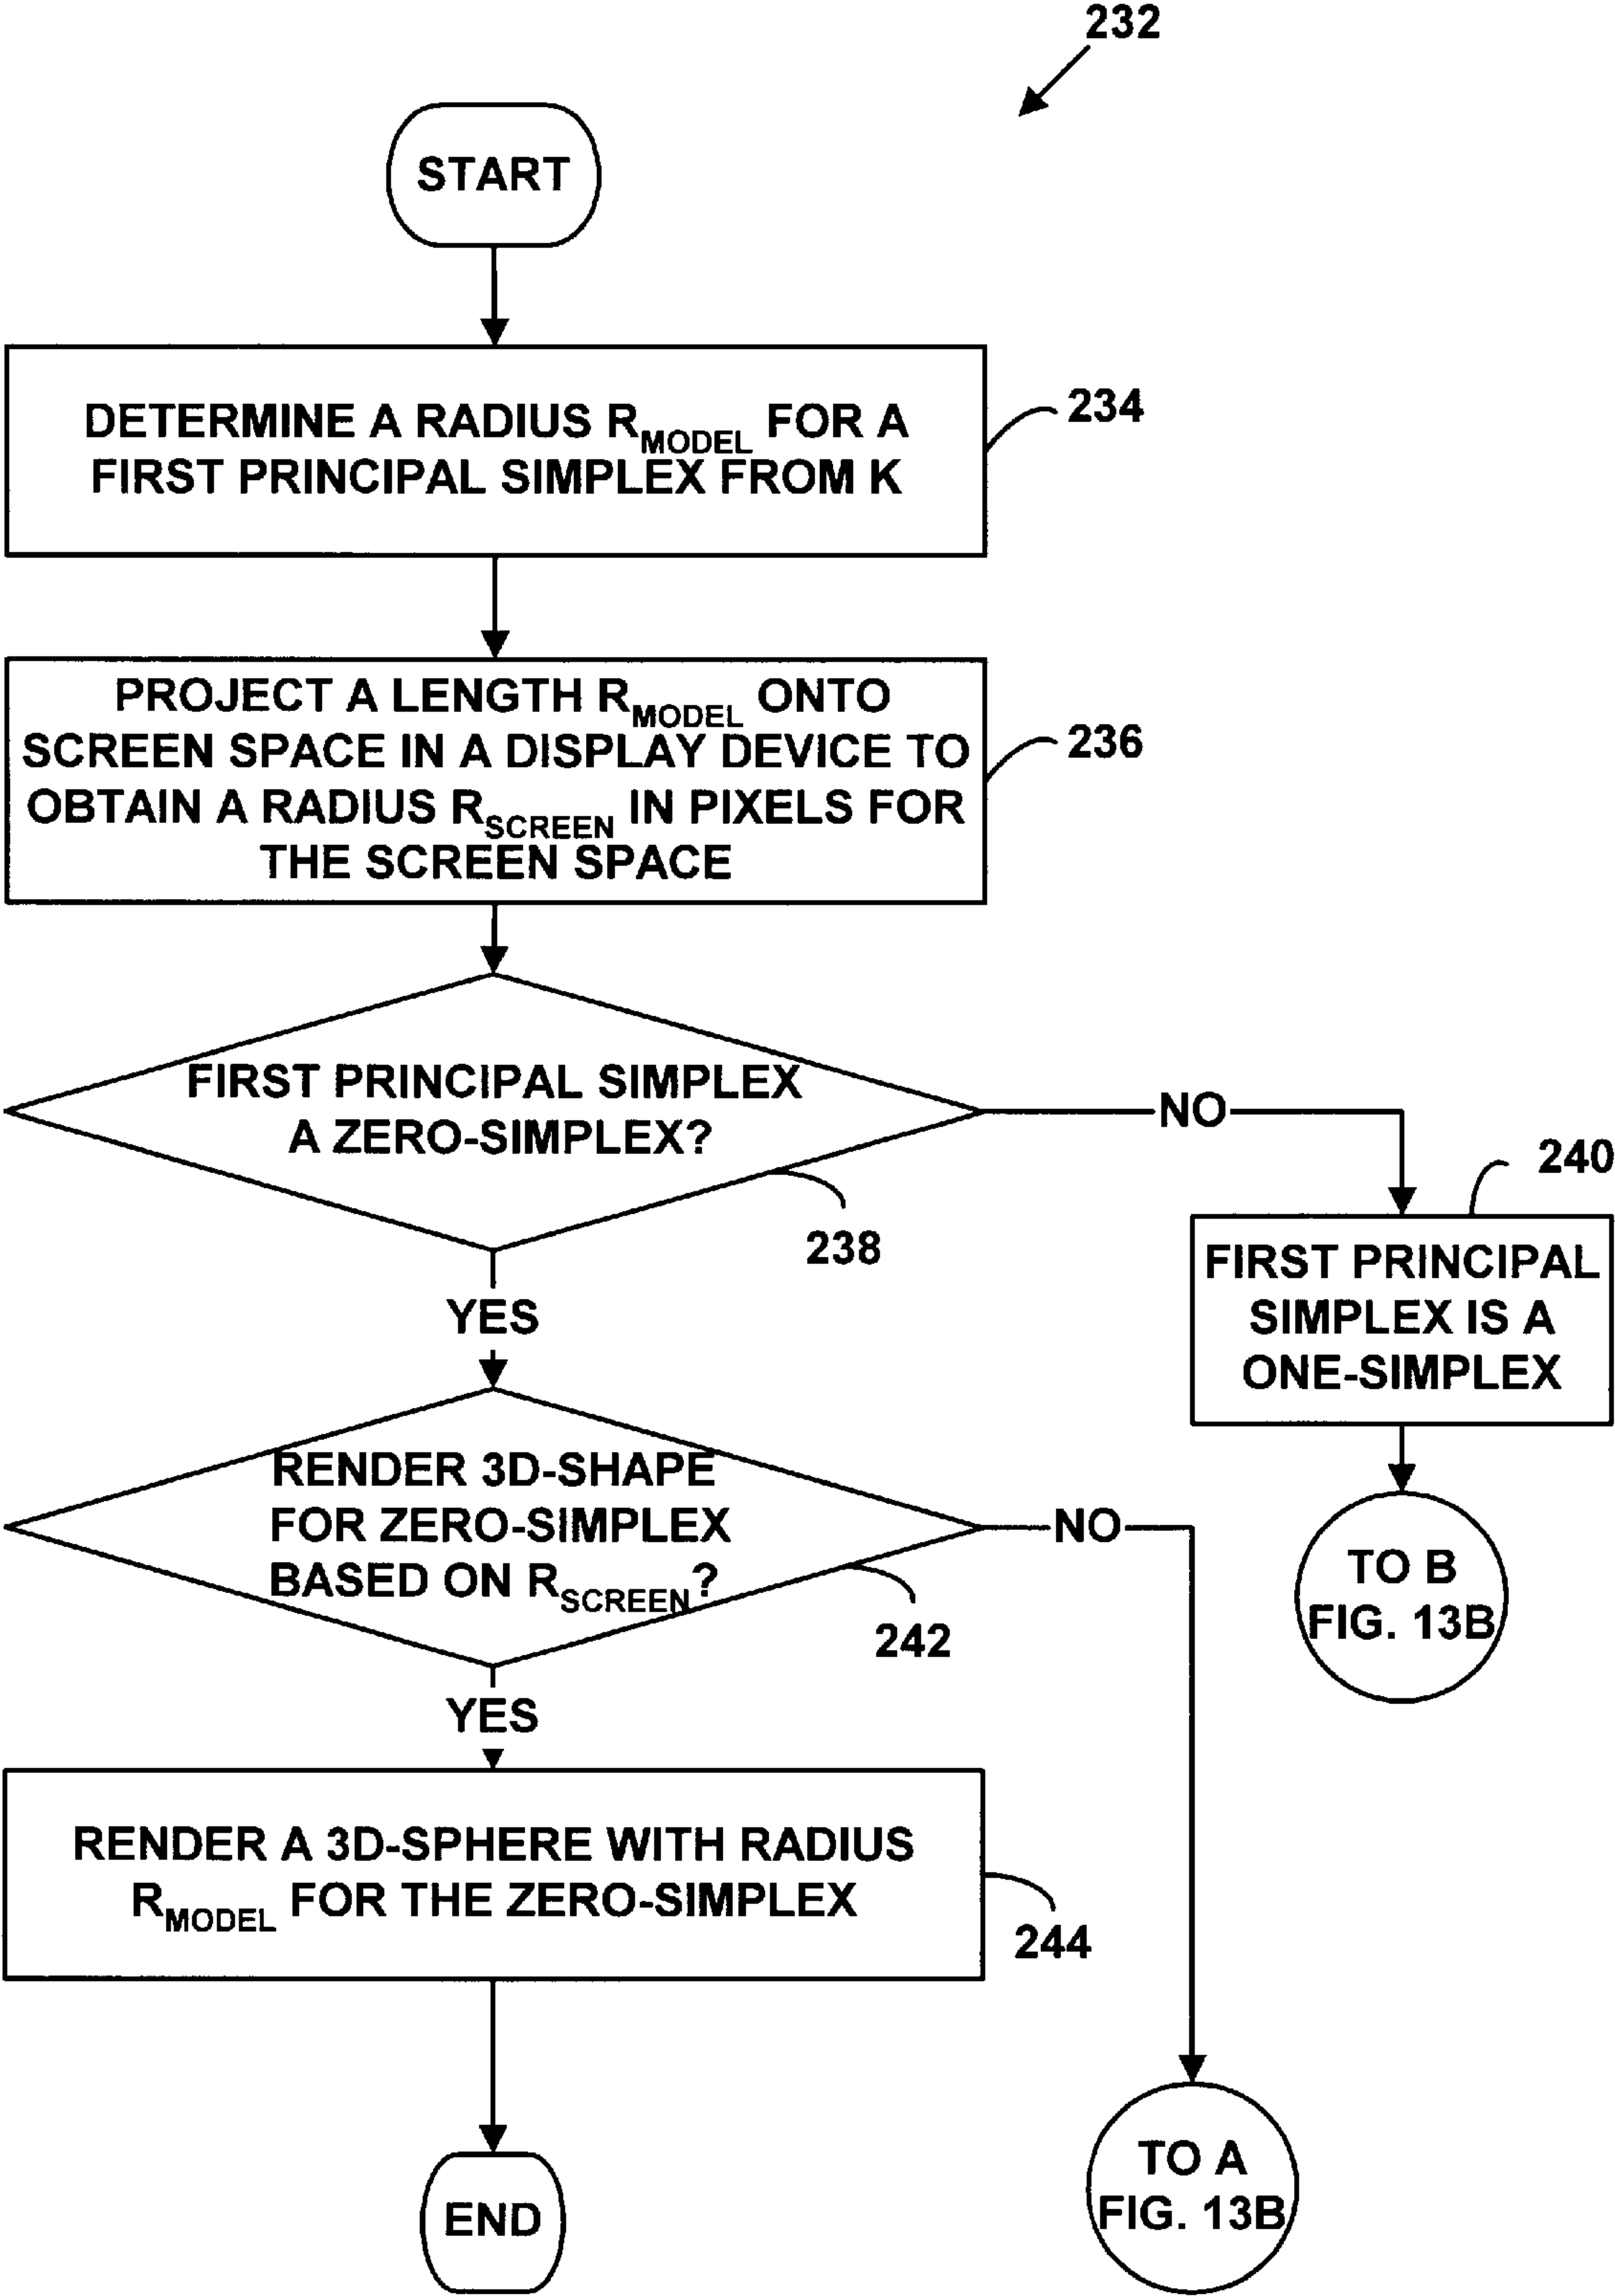 232
START
DETERMINE A RADIUS RMODEL FOR A
FIRST PRINCIPAL SIMPLEX FROM K
234
PROJECT A LENGTH RMODEL ONTO
SCREEN SPACE IN A DISPLAY DEVICE TO
OBTAIN A RADIUS RSCREEN IN PIXELS FOR
THE SCREEN SPACE
236
FIRST PRINCIPAL SIMPLEX
A ZERO-SIMPLEX?
238
NO
240
FIRST PRINCIPAL
SIMPLEX IS A
ONE-SIMPLEX
TO B
FIG. 13B
YES
RENDER 3D-SHAPE
FOR ZERO-SIMPLEX
BASED ON RSCREEN?
242
NO
YES
RENDER A 3D-SPHERE WITH RADIUS
RMODEL FOR THE ZERO-SIMPLEX
244
TO A
FIG. 13B
END